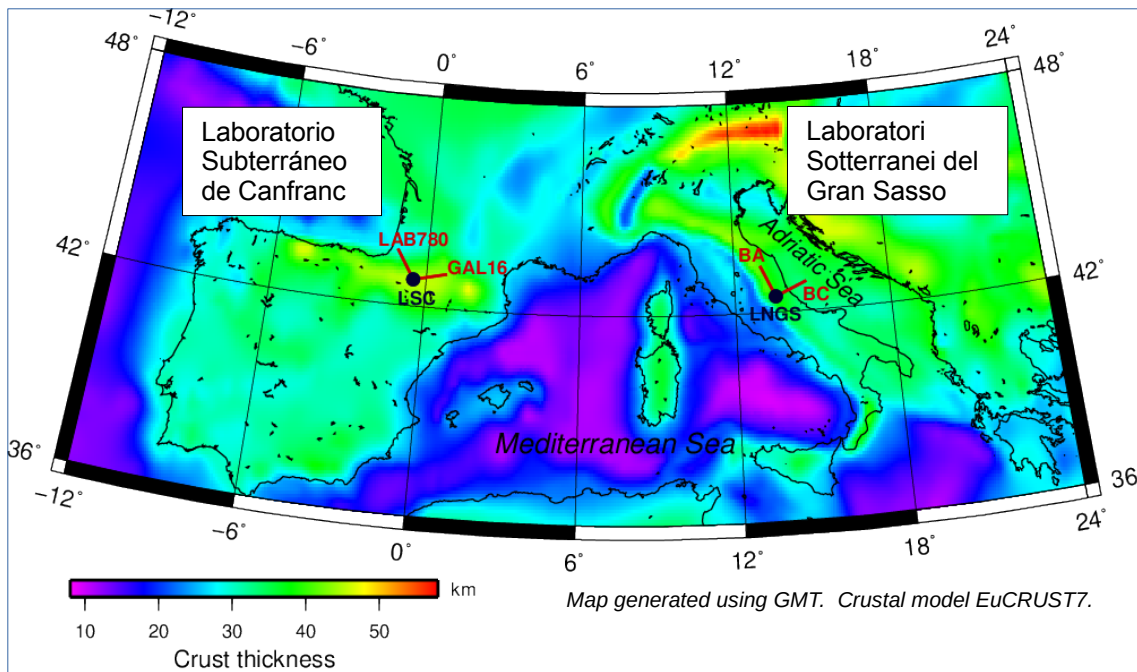 −12˚
−6˚
0˚
6˚
12˚
18˚
24˚
48˚
48˚
Laboratorio
Subterráneo
de Canfranc
Laboratori
Sotterranei del
Gran Sasso
42˚
42˚
LAB780
GAL16
LSC
Adriatic Sea
BA
BC
LNGS
Mediterranean Sea
36˚
36˚
−12˚
−6˚
0˚
6˚
12˚
18˚
24˚
km
10 20 30 40 50
Crust thickness
Map generated using GMT. Crustal model EuCRUST7.